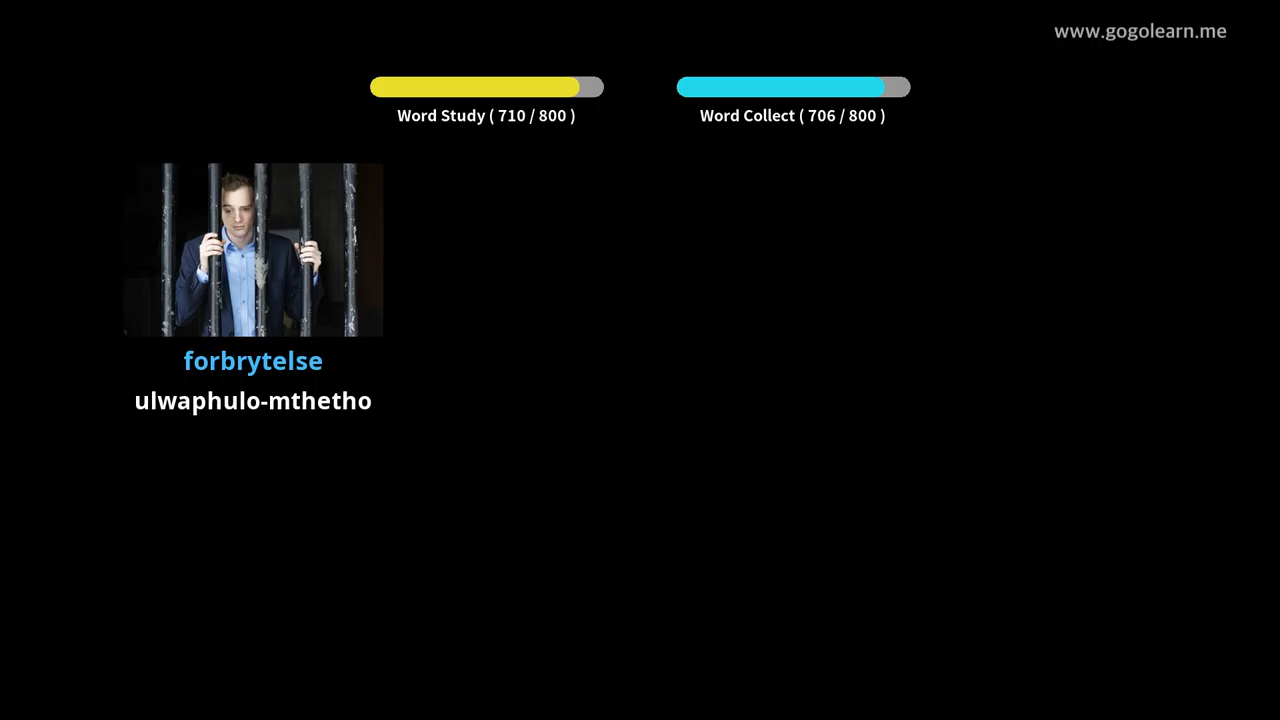 www.gogolearn.me
Word Study ( 710 / 800 )
Word Collect ( 706 / 800 )
forbrytelse
ulwaphulo-mthetho